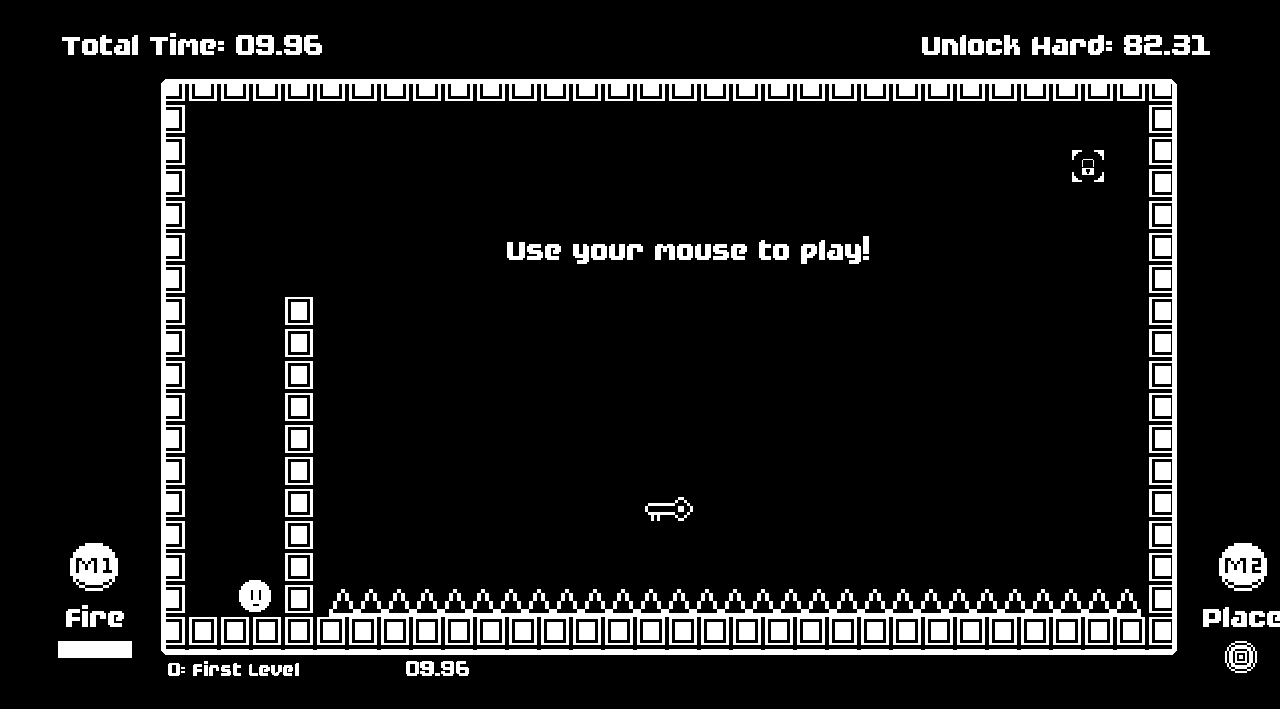 Total Time: 09.96
Unlock Hard: 82.31
Use your mouse to play!
M1
Fire
M2
Place
0: First Level
09.96